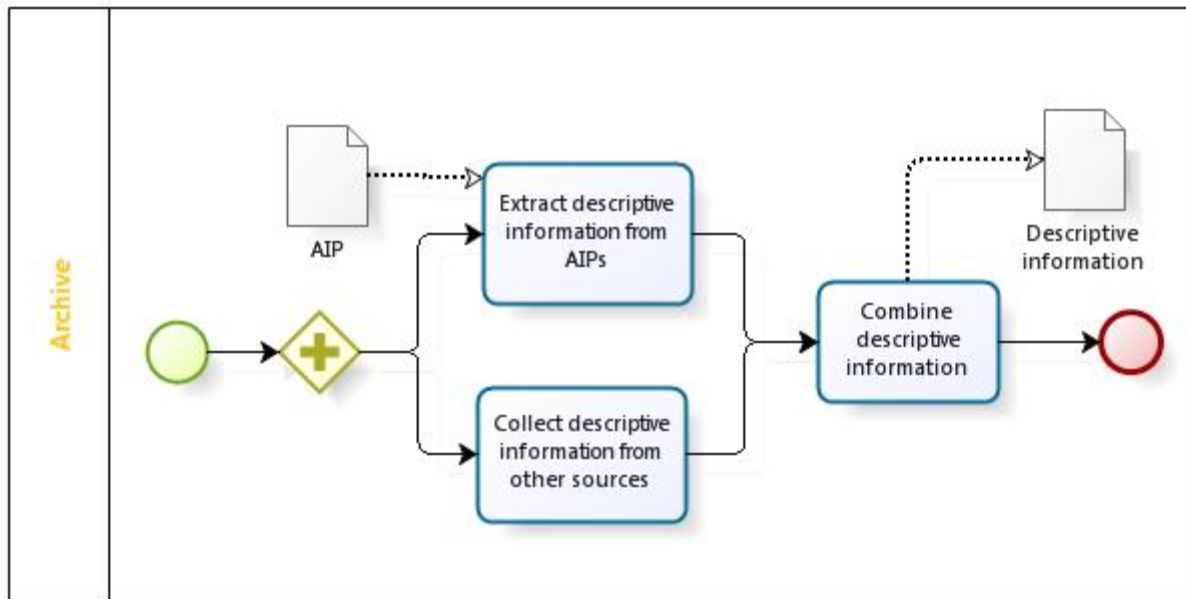 Archive
AIP
Extract descriptive
information from
AIPs
Collect descriptive
information from
other sources
Combine
descriptive
information
Descriptive
information